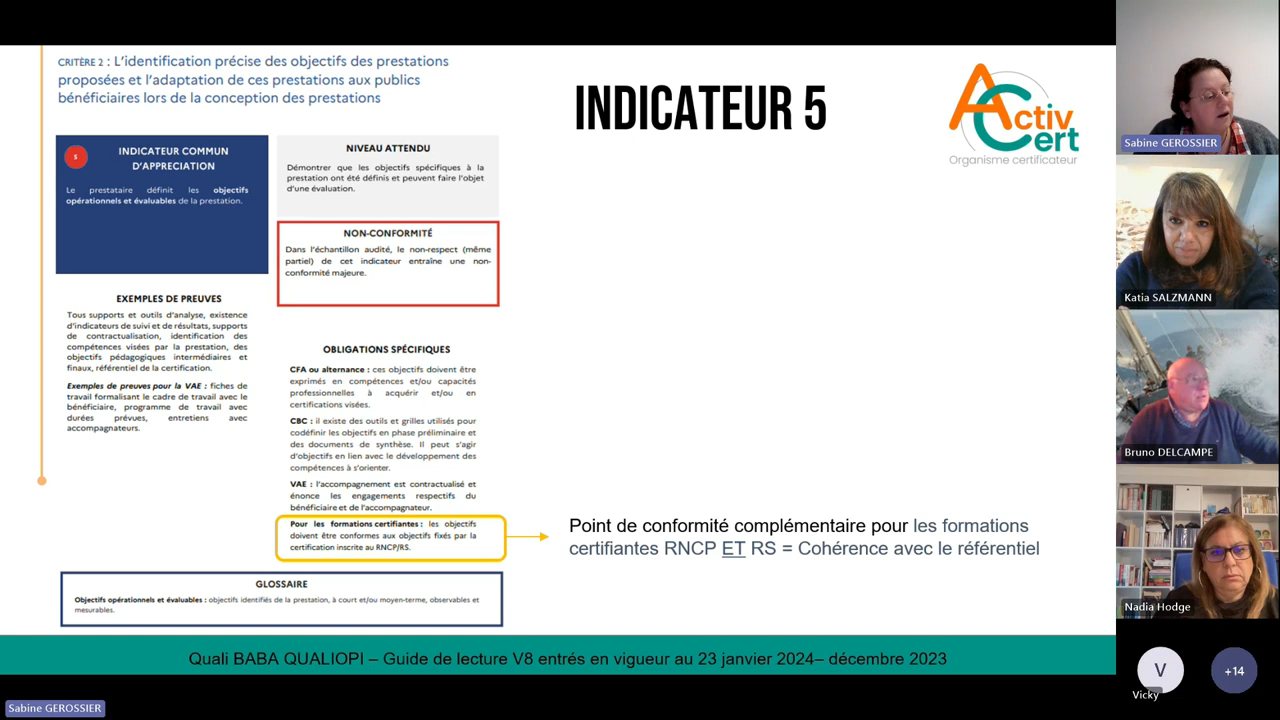 CRITÈRE 2 : L'identification précise des objectifs des prestations
proposées et l'adaptation de ces prestations aux publics
bénéficiaires lors de la conception des prestations
INDICATEUR 5
Activ
Cert
Organisme certificateur
5
INDICATEUR COMMUN
D'APPRECIATION
Le prestataire définit les objectifs
opérationnels et évaluables de la prestation.
NIVEAU ATTENDU
Démontrer que les objectifs spécifiques à la
prestation ont été définis et peuvent faire l'objet
d'une évaluation.
NON-CONFORMITÉ
Dans l'échantillon audité, le non-respect (même
partiel) de cet indicateur entraîne une non-
conformité majeure.
EXEMPLES DE PREUVES
Tous supports et outils d'analyse, existence
d'indicateurs de suivi et de résultats, supports
de contractualisation, identification des
compétences visées par la prestation, des
objectifs pédagogiques intermédiaires et
finaux, référentiel de la certification.
Exemples de preuves pour la VAE : fiches de
travail formalisant le cadre de travail avec le
bénéficiaire, programme de travail avec
durées prévues, entretiens avec
accompagnateurs.
OBLIGATIONS SPÉCIFIQUES
CFA ou alternance : ces objectifs doivent être
exprimés en compétences et/ou capacités
professionnelles à acquérir et/ou en
certifications visées.
CBC : il existe des outils et grilles utilisés pour
codéfinir les objectifs en phase préliminaire et
des documents de synthèse. Il peut s'agir
d'objectifs en lien avec le développement des
compétences à s'orienter.
VAE : l'accompagnement est contractualisé et
énonce les engagements respectifs du
bénéficiaire et de l'accompagnateur.
Pour les formations certifiantes : les objectifs
doivent être conformes aux objectifs fixés par la
certification inscrite au RNCP/RS.
Point de conformité complémentaire pour les formations
certifiantes RNCP ET RS = Cohérence avec le référentiel
GLOSSAIRE
Objectifs opérationnels et évaluables : objectifs identifiés de la prestation, à court et/ou moyen-terme, observables et
mesurables.
Quali BABA QUALIOPI – Guide de lecture V8 entrés en vigueur au 23 janvier 2024– décembre 2023
Sabine GEROSSIER
Sabine GEROSSIER
Katia SALZMANN
Bruno DELCAMPE
Nadia Hodge
V
Vicky
+14